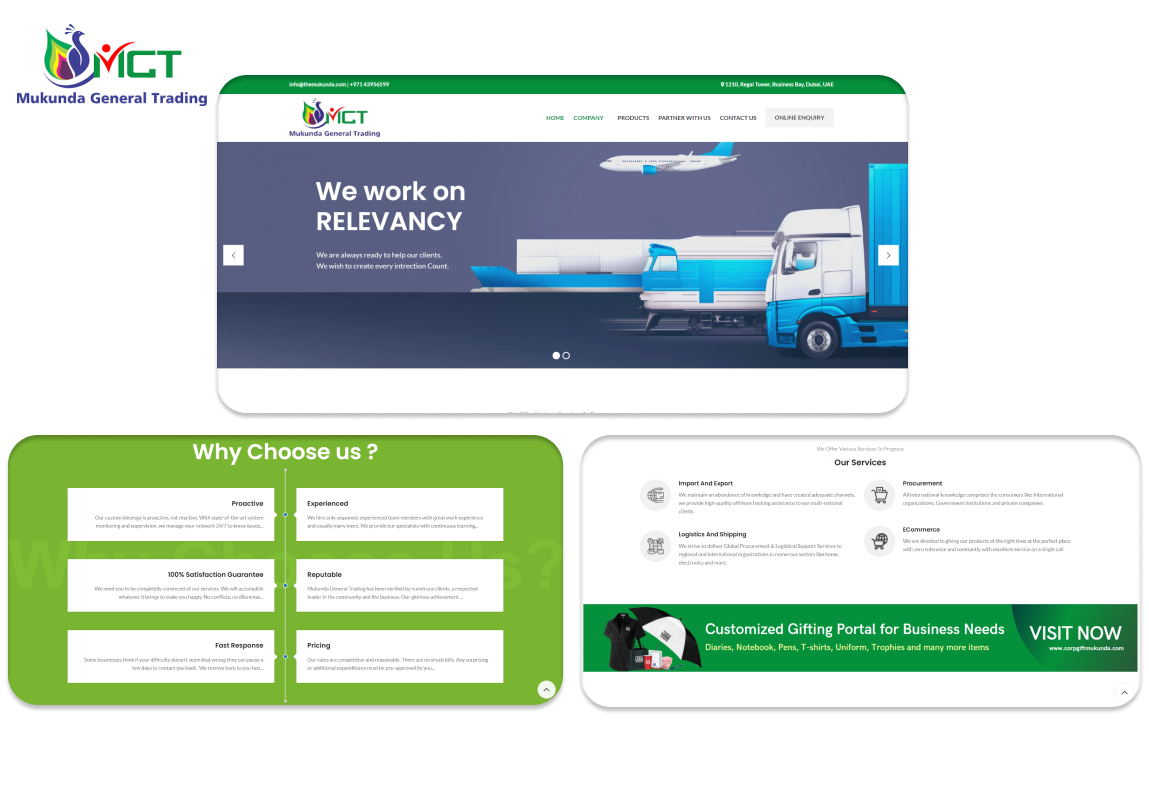 MGT
Mukunda General Trading
info@themukunda.com | +971 43956599
1210, Regal Tower, Business Bay, Dubai, UAE
MGT
Mukunda General Trading
HOME COMPANY PRODUCTS PARTNER WITH US CONTACT US ONLINE ENQUIRY
We work on
RELEVANCY
We are always ready to help our clients.
We wish to create every intrection Count.
Why Choose us ?
Proactive
Our custom ideology is proactive, not reactive. With state-of-the-art system
monitoring and supervision, we manage your network 24/7 to know issues...
Experienced
We hire only seasoned, experienced team members with great work experience
and usually many more. We provide our specialists with continuous learning...
100% Satisfaction Guarantee
We need you to be completely convinced of our services. We will accomplish
whatever it brings to make you happy. No conflicts, no dilemmas...
Reputable
Mukunda General Trading has been verified by numerous clients, a respected
leader in the community and the business. Our glorious achievement ...
Fast Response
Some businesses think if your difficulty doesn't seem that wrong they can pause a
few days to contact you back . We receive back to you fast...
Pricing
Our rates are competitive and reasonable. There are no shock bills. Any surprising
or additional expenditures must be pre-approved by you...
We Offer Various Services To Progress
Our Services
Import And Export
We maintain an abundance of knowledge and have created adequate channels,
we provide high-quality offshore backing assistance to our multi-national
clients.
Procurement
All international knowledge comprises the consumers like International
organizations, Government Institutions and private companies
Logistics And Shipping
We strive to deliver Global Procurement & Logistical Support Services to
regional and international organizations in numerous sectors like home,
electronics and more.
ECommerce
We are devoted to giving our products at the right time at the perfect place
with zero tolerance and constantly with excellent service on a single call.
Customized Gifting Portal for Business Needs
Diaries, Notebook, Pens, T-shirts, Uniform, Trophies and many more items
VISIT NOW
www.corpgiftmukunda.com